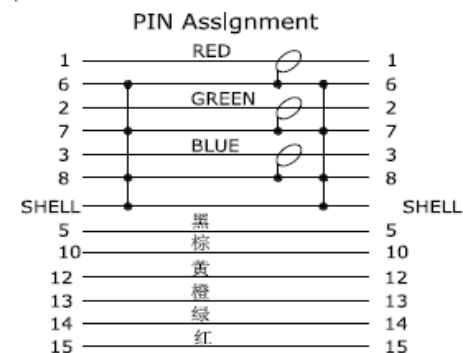 PIN Assignment
1 RED 1
6 6
2 GREEN 2
7 7
3 BLUE 3
8 8
SHELL SHELL
5 黑 5
10 棕 10
12 黄 12
13 橙 13
14 绿 14
15 红 15